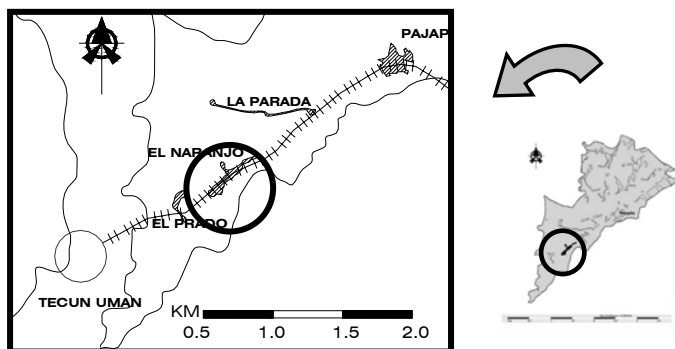 PAJAP
LA PARADA
EL NARANJO
EL PRADO
TECUN UMAN
KM
0.5 1.0 1.5 2.0